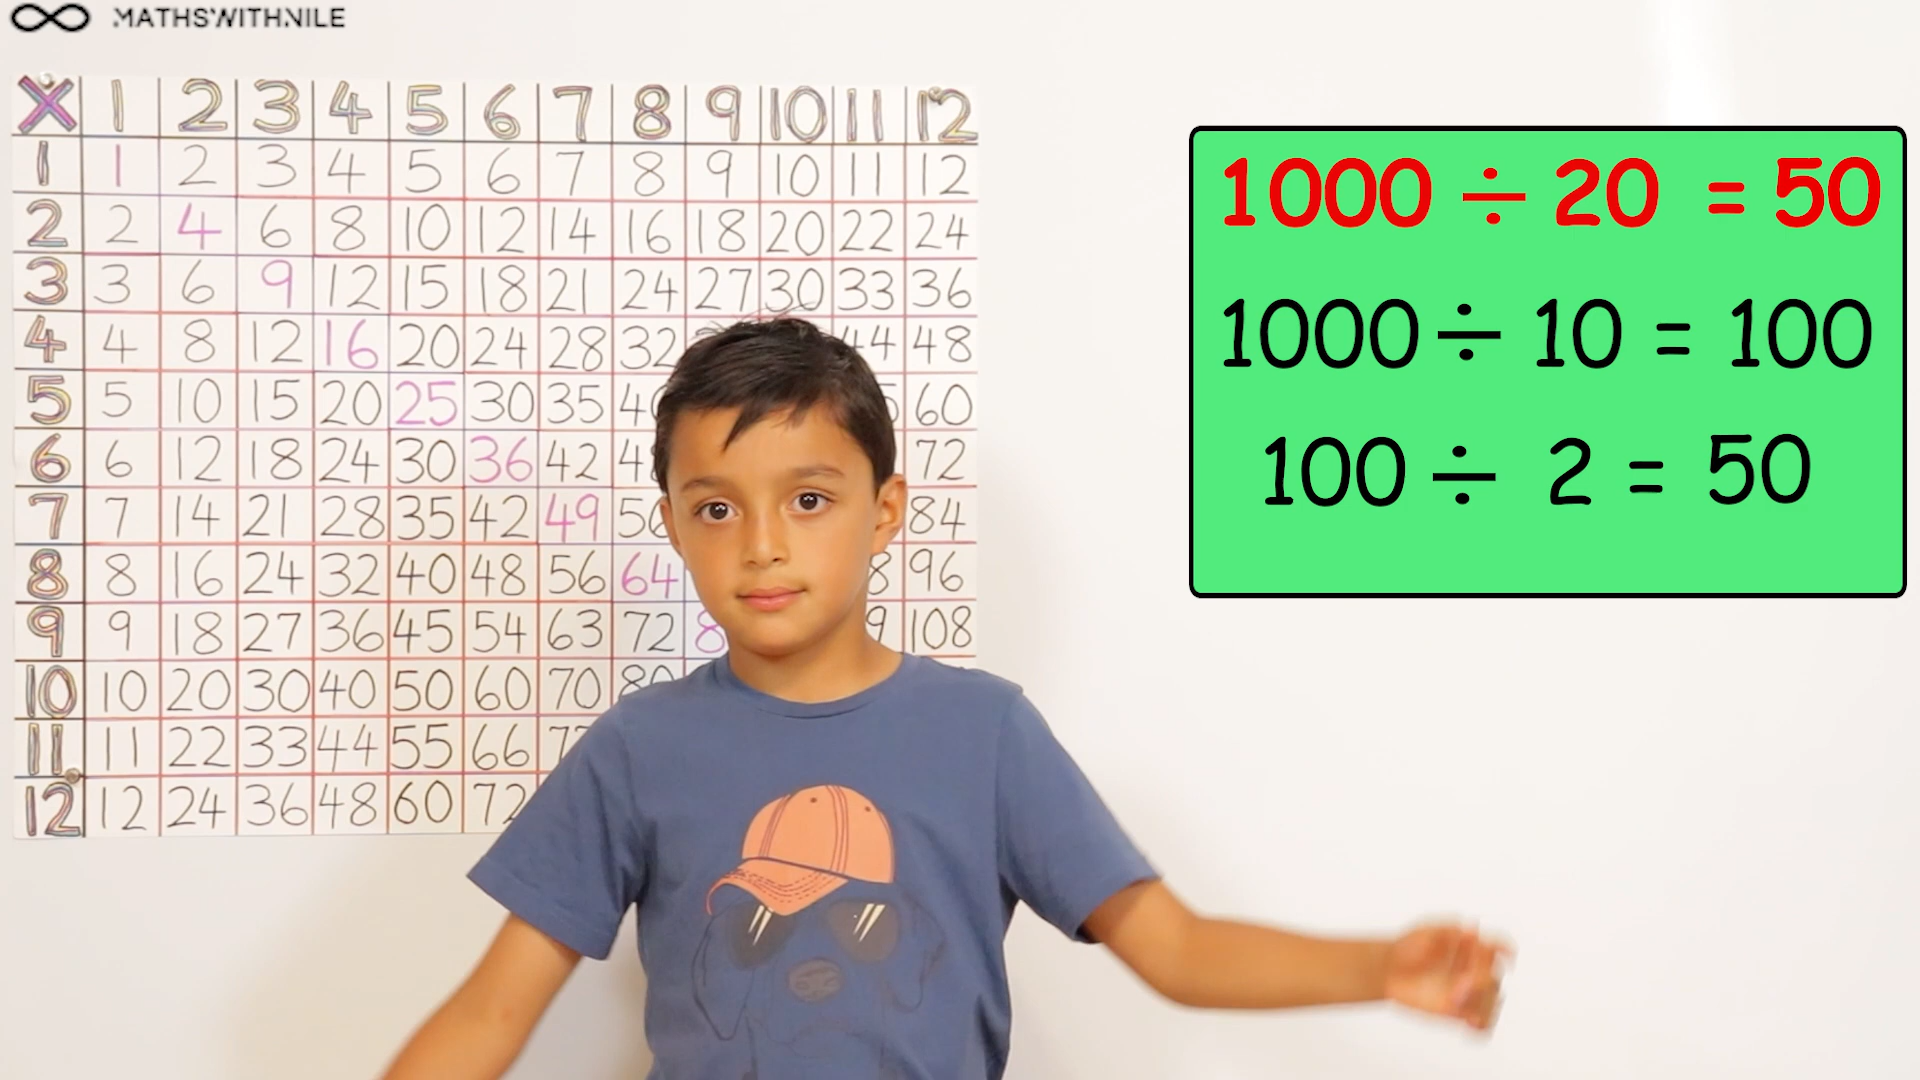 MATHSWITHNILE
X 1 2 3 4 5 6 7 8 9 10 11 12
1 1 2 3 4 5 6 7 8 9 10 11 12
2 2 4 6 8 10 12 14 16 18 20 22 24
3 3 6 9 12 15 18 21 24 27 30 33 36
4 4 8 12 16 20 24 28 32 44 48
5 5 10 15 20 25 30 35 60
6 6 12 18 24 30 36 42 72
7 7 14 21 28 35 42 49 56 84
8 8 16 24 32 40 48 56 64 96
9 9 18 27 36 45 54 63 72 108
10 10 20 30 40 50 60 70 80
11 11 22 33 44 55 66
12 12 24 36 48 60 72
1000 ÷ 20 = 50
1000 ÷ 10 = 100
100 ÷ 2 = 50